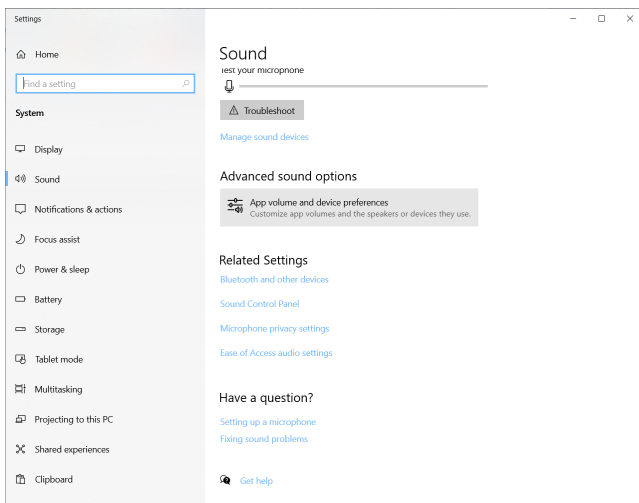 Settings
Home
Find a setting
System
Display
Sound
Notifications & actions
Focus assist
Power & sleep
Battery
Storage
Tablet mode
Multitasking
Projecting to this PC
Shared experiences
Clipboard
Sound
Test your microphone
Troubleshoot
Manage sound devices
Advanced sound options
App volume and device preferences
Customize app volumes and the speakers or devices they use.
Related Settings
Bluetooth and other devices
Sound Control Panel
Microphone privacy settings
Ease of Access audio settings
Have a question?
Setting up a microphone
Fixing sound problems
Get help